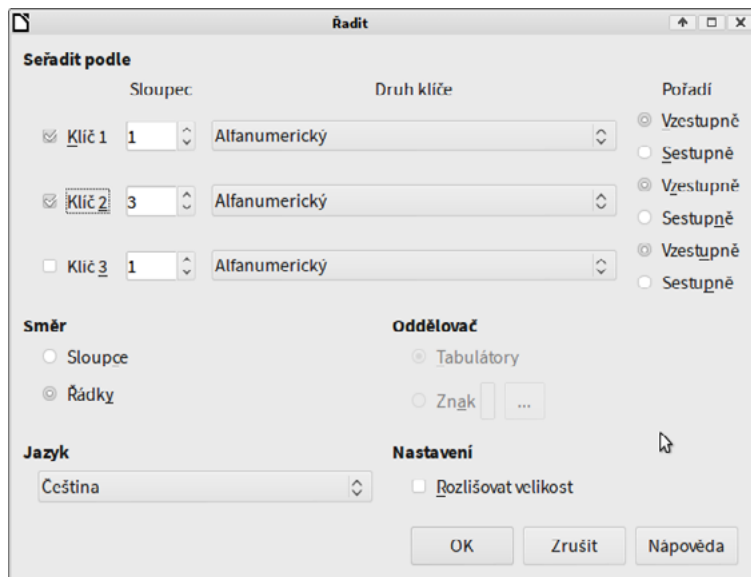 Řadit
Seřadit podle
Sloupec Druh klíče Pořadí
Klíč 1 1 Alfanumerický Vzestupně
Sestupně
Klíč 2 3 Alfanumerický Vzestupně
Sestupně
Klíč 3 1 Alfanumerický Vzestupně
Sestupně
Směr Oddělovač
Sloupce Tabulátory
Řádky Znak ...
Jazyk Nastavení
Čeština Rozlišovat velikost
OK Zrušit Nápověda